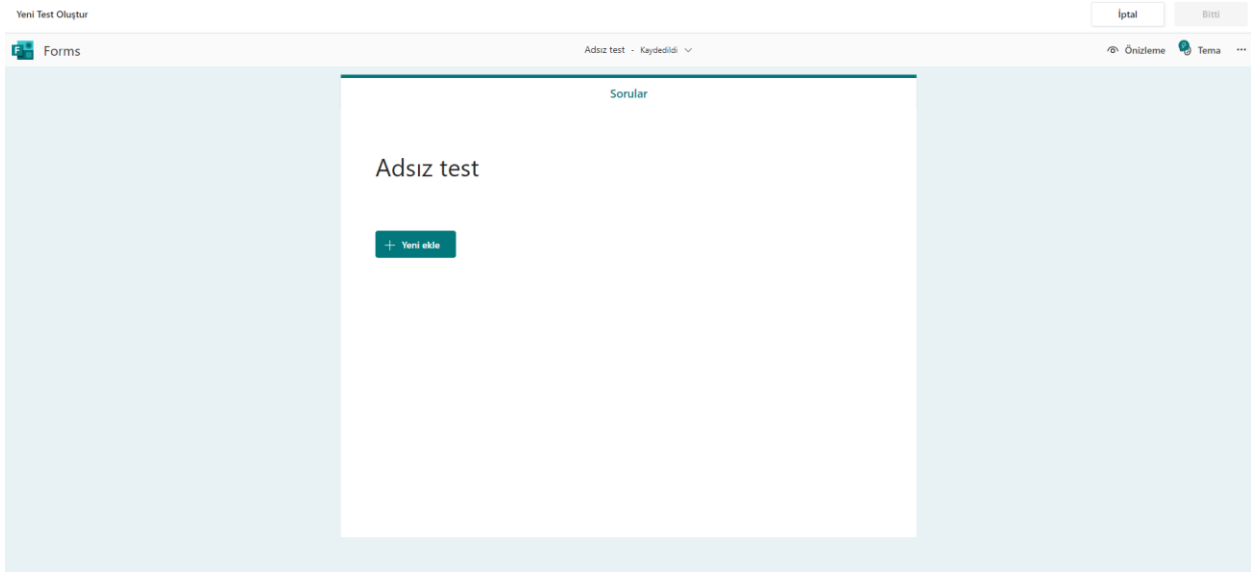 Yeni Test Oluştur
İptal
Bitti
Forms
Adsız test - Kaydedildi
Önizleme
Tema
Sorular
Adsız test
Yeni ekle